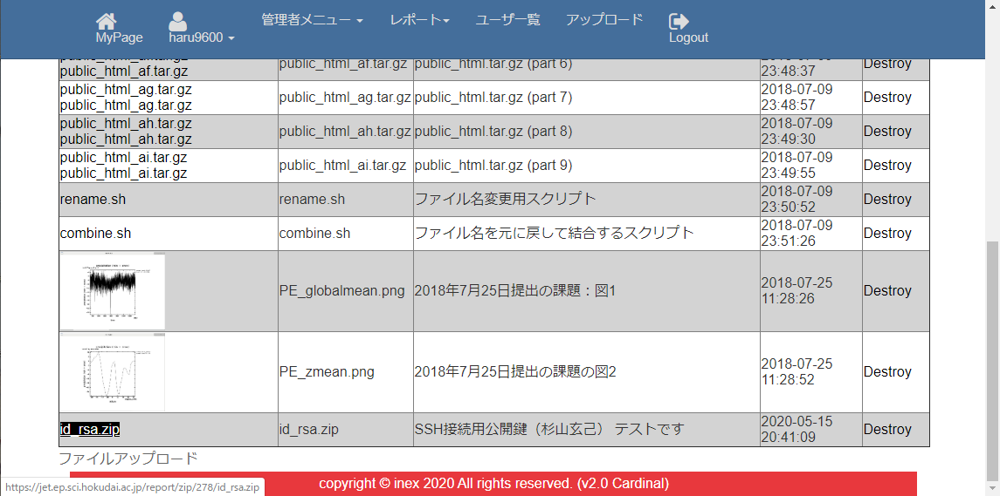 MyPage
haru9600
管理者メニュー
レポート
ユーザ一覧
アップロード
Logout
public_html_af.tar.gz public_html_af.tar.gz public_html.tar.gz (part 6) 23:48:37 Destroy
public_html_ag.tar.gz
public_html_ag.tar.gz
public_html_ag.tar.gz
public_html.tar.gz (part 7)
2018-07-09
23:48:57
Destroy
public_html_ah.tar.gz
public_html_ah.tar.gz
public_html_ah.tar.gz
public_html.tar.gz (part 8)
2018-07-09
23:49:30
Destroy
public_html_ai.tar.gz
public_html_ai.tar.gz
public_html_ai.tar.gz
public_html.tar.gz (part 9)
2018-07-09
23:49:55
Destroy
rename.sh
rename.sh
ファイル名変更用スクリプト
2018-07-09
23:50:52
Destroy
combine.sh
combine.sh
ファイル名を元に戻して結合するスクリプト
2018-07-09
23:51:26
Destroy
PE_globalmean.png
2018年7月25日提出の課題：図1
2018-07-25
11:28:26
Destroy
PE_zmean.png
2018年7月25日提出の課題の図2
2018-07-25
11:28:52
Destroy
id_rsa.zip
id_rsa.zip
SSH接続用公開鍵（杉山玄己） テストです
2020-05-15
20:41:09
Destroy
ファイルアップロード
copyright © inex 2020 All rights reserved. (v2.0 Cardinal)
https://jet.ep.sci.hokudai.ac.jp/report/zip/278/id_rsa.zip